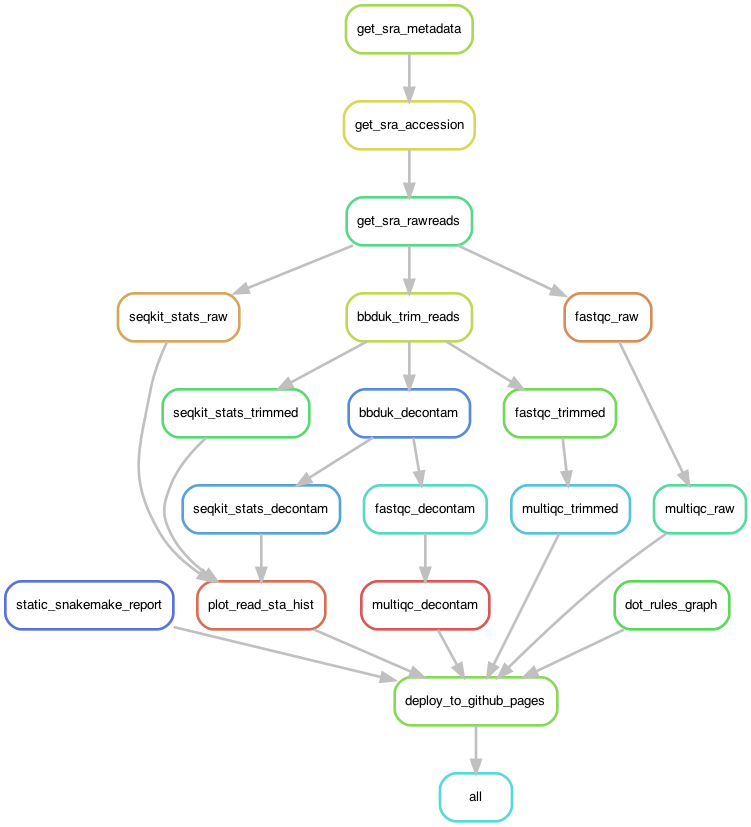 get_sra_metadata
get_sra_accession
get_sra_rawreads
seqkit_stats_raw
bbduk_trim_reads
fastqc_raw
seqkit_stats_trimmed
bbduk_decontam
fastqc_trimmed
seqkit_stats_decontam
fastqc_decontam
multiqc_trimmed
multiqc_raw
static_snakemake_report
plot_read_sta_hist
multiqc_decontam
dot_rules_graph
deploy_to_github_pages
all